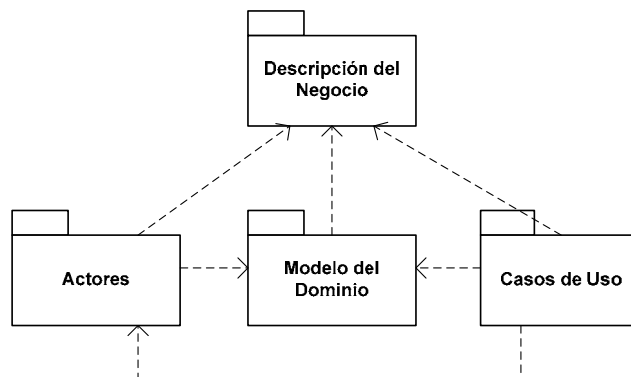 Descripción del
Negocio
Actores
Modelo del
Dominio
Casos de Uso